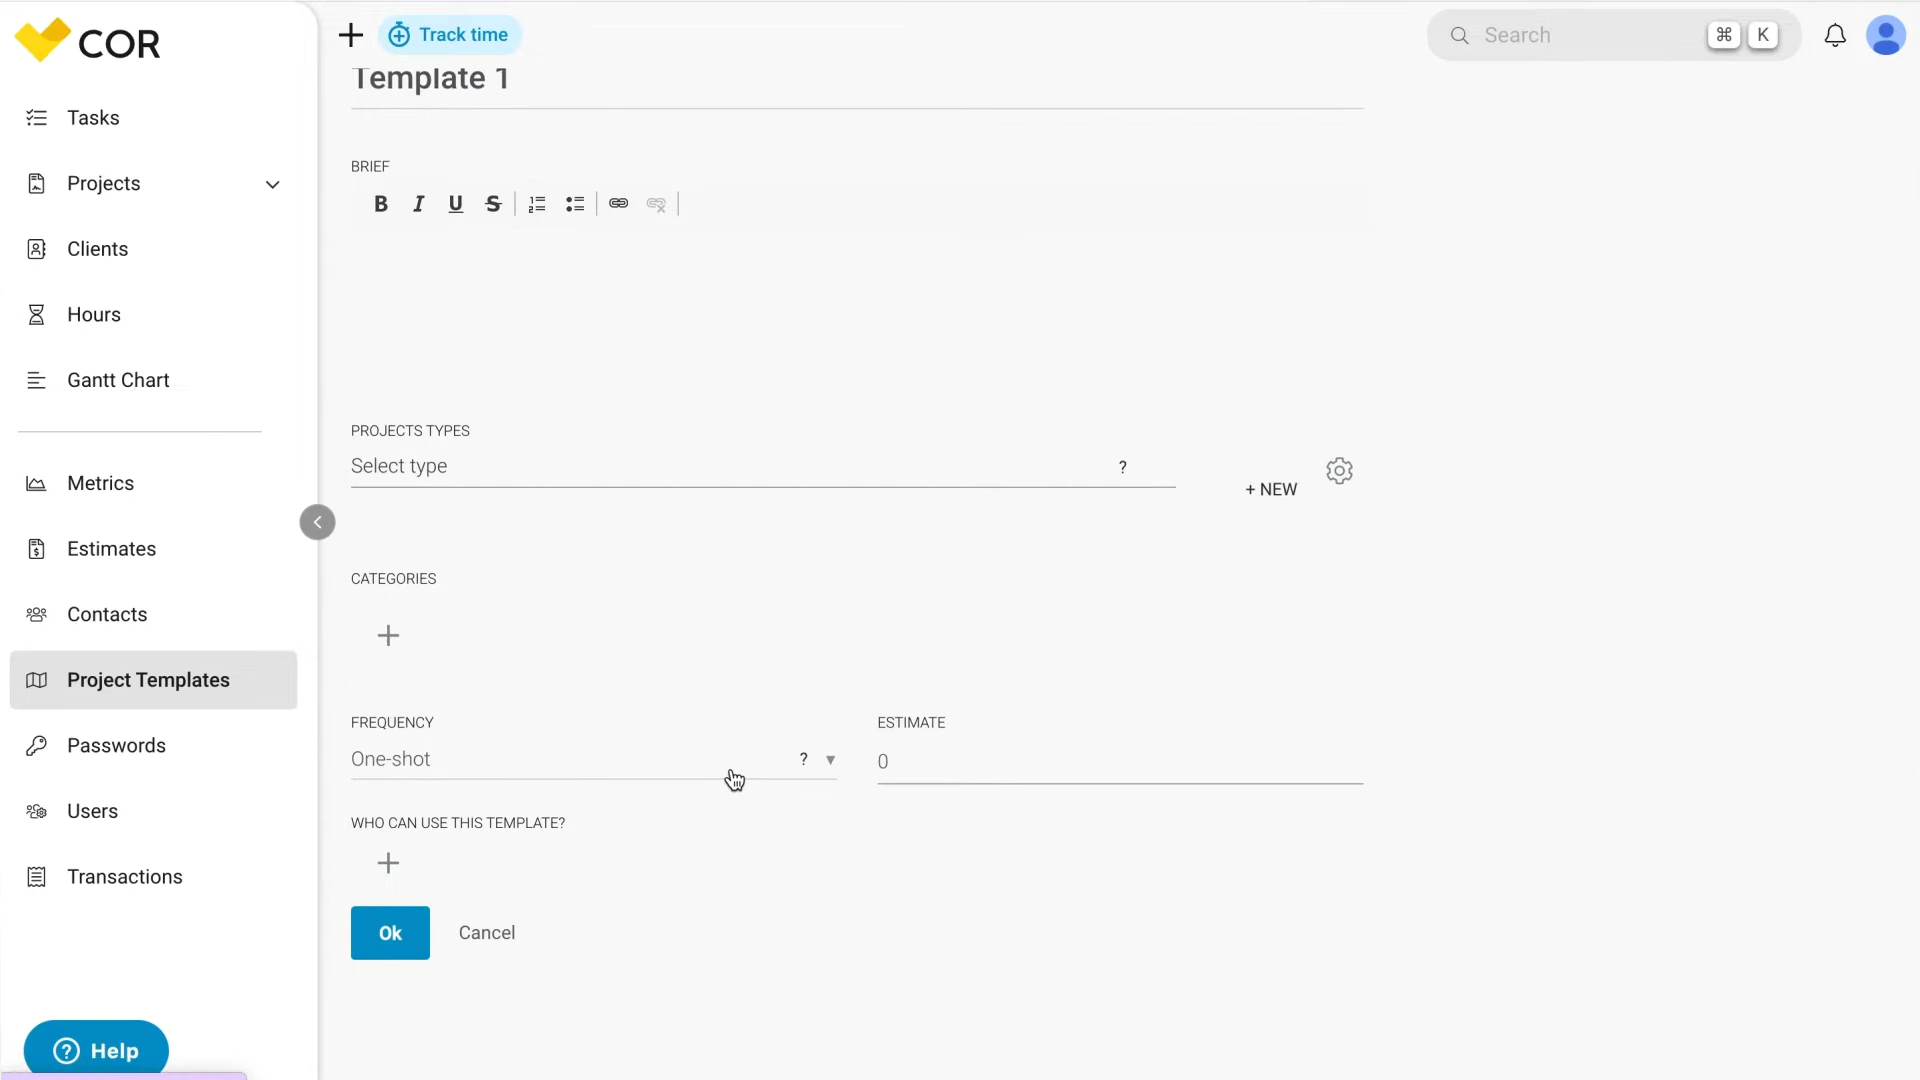 COR
Track time
Search
⌘ K
Template 1
Tasks
Projects
Clients
Hours
Gantt Chart
Metrics
Estimates
Contacts
Project Templates
Passwords
Users
Transactions
Help
BRIEF
B I U S
PROJECTS TYPES
Select type ?
+ NEW
CATEGORIES
FREQUENCY
One-shot ?
ESTIMATE
0
WHO CAN USE THIS TEMPLATE?
Ok
Cancel